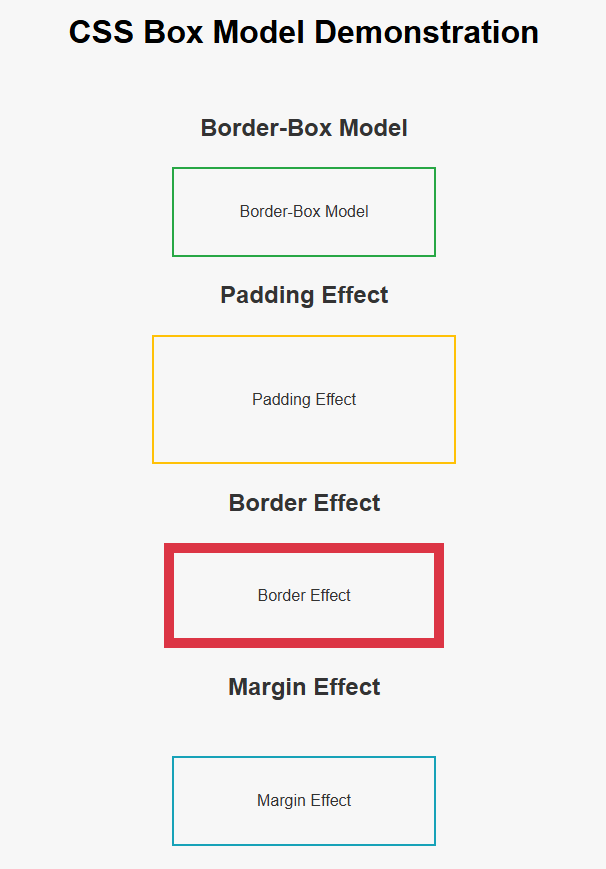 CSS Box Model Demonstration
Border-Box Model
Border-Box Model
Padding Effect
Padding Effect
Border Effect
Border Effect
Margin Effect
Margin Effect